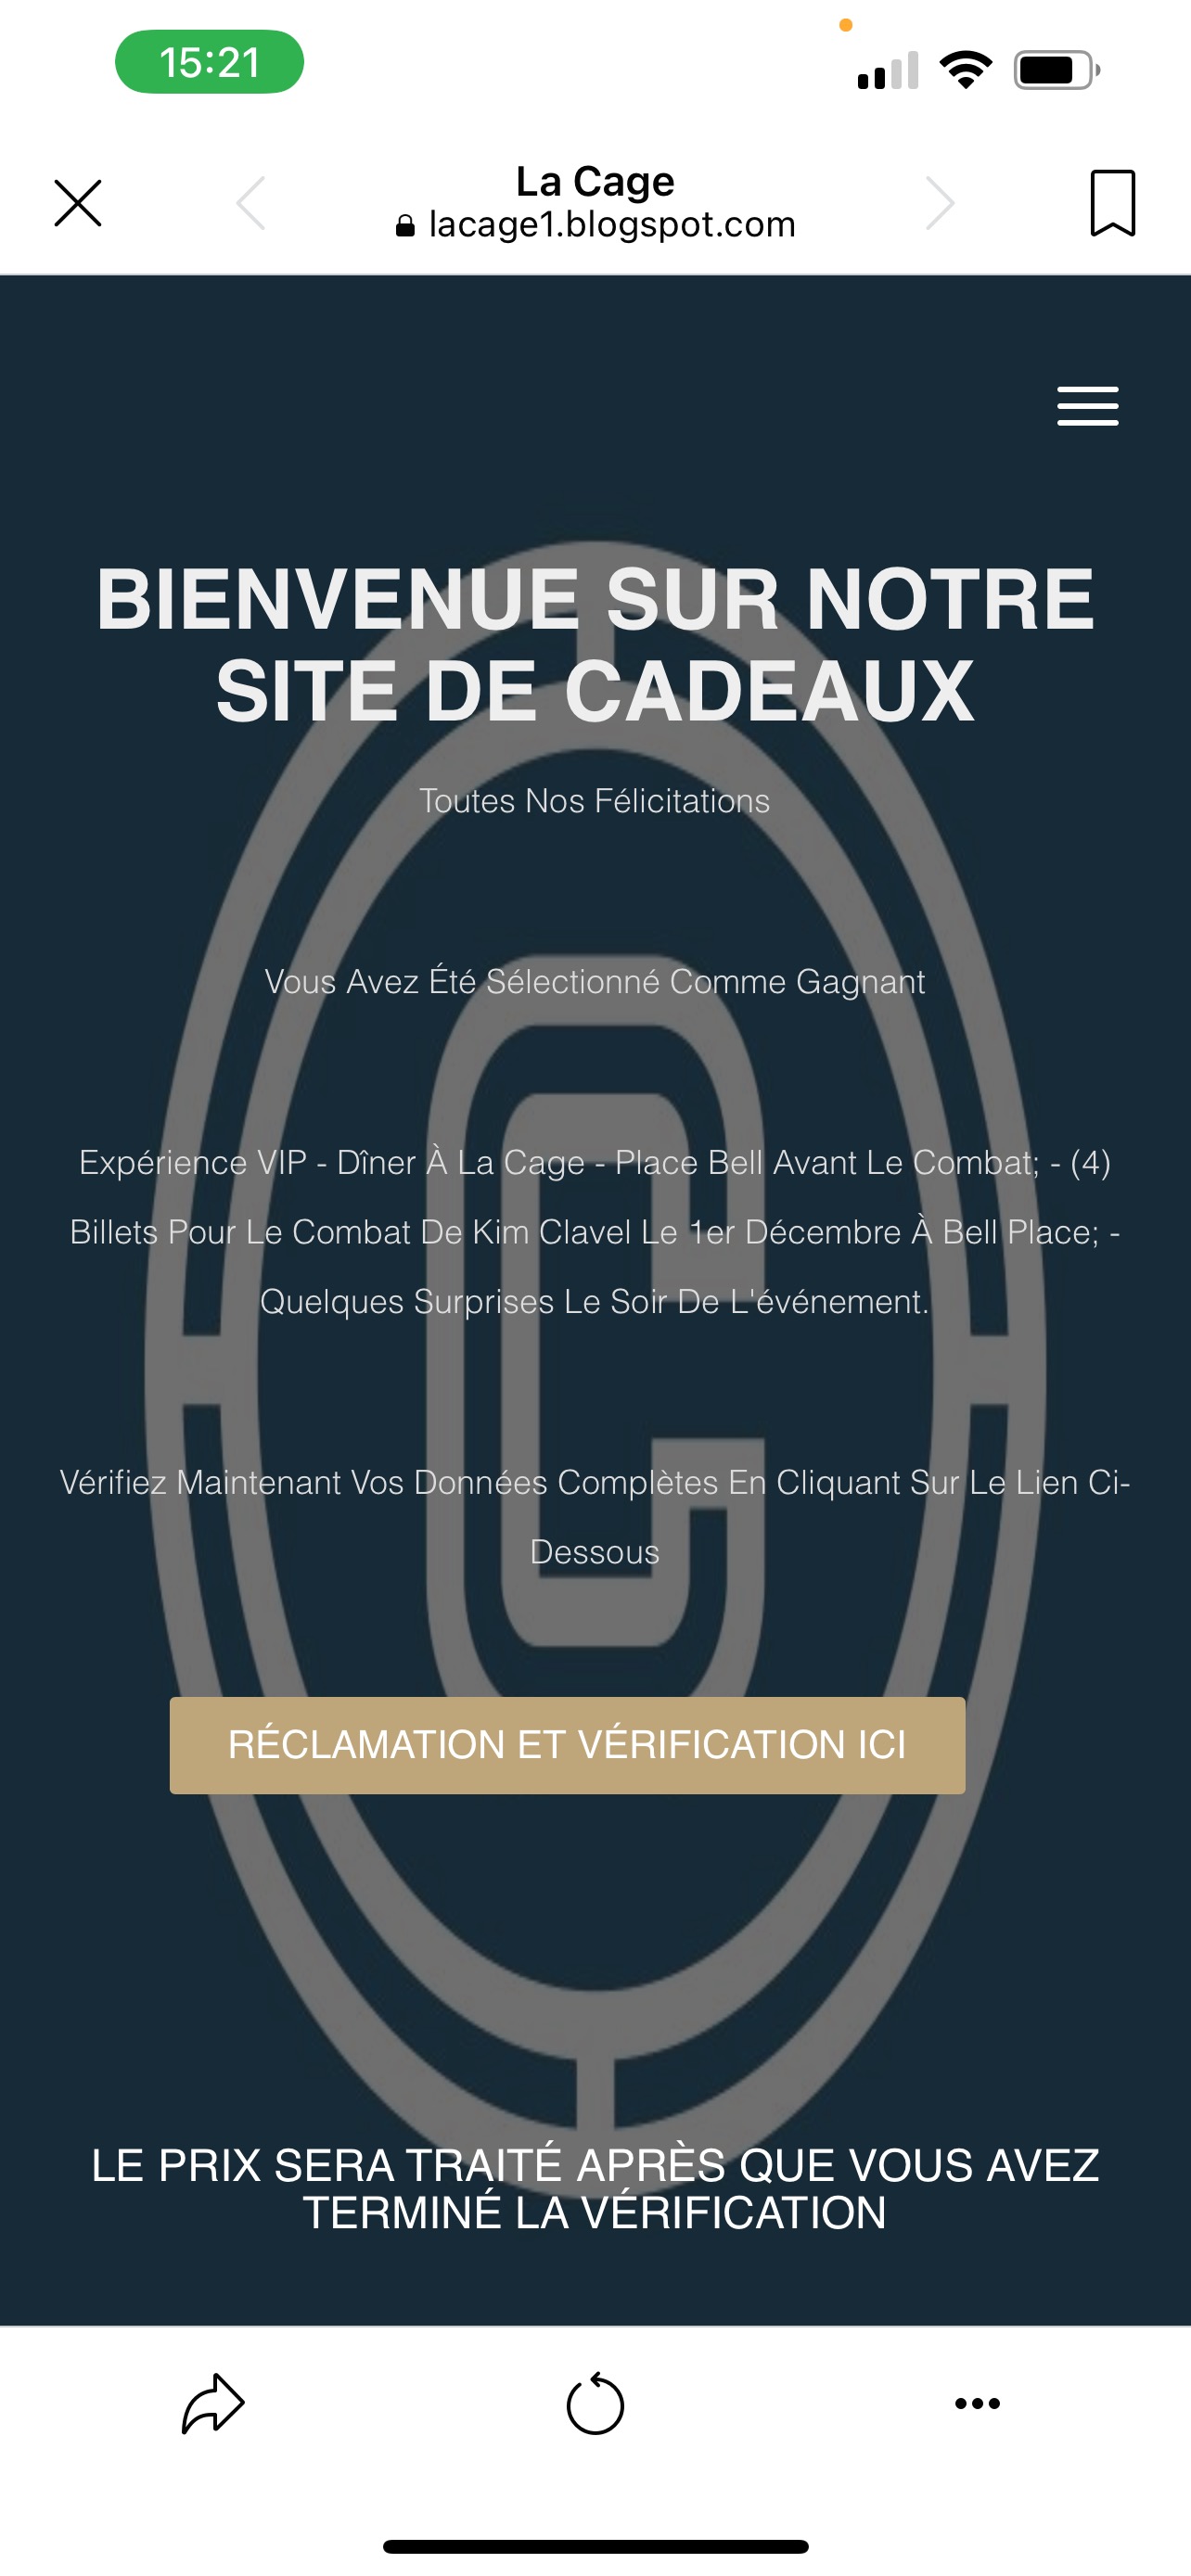 15:21
La Cage
lacage1.blogspot.com
BIENVENUE SUR NOTRE
SITE DE CADEAUX
Toutes Nos Félicitations
Vous Avez Été Sélectionné Comme Gagnant
Expérience VIP - Dîner À La Cage - Place Bell Avant Le Combat; - (4)
Billets Pour Le Combat De Kim Clavel Le 1er Décembre À Bell Place; -
Quelques Surprises Le Soir De L'événement.
Vérifiez Maintenant Vos Données Complètes En Cliquant Sur Le Lien Ci-
Dessous
RÉCLAMATION ET VÉRIFICATION ICI
LE PRIX SERA TRAITÉ APRÈS QUE VOUS AVEZ
TERMINÉ LA VÉRIFICATION